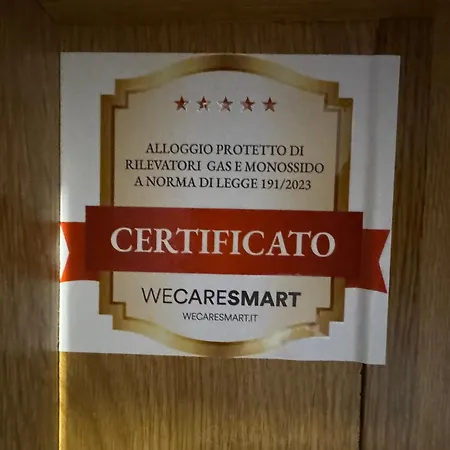 ALLOGGIO PROTETTO DI
RILEVATORI GAS E MONOSSIDO
A NORMA DI LEGGE 191/2023
CERTIFICATO
WECARESMART
WECARESMART.IT